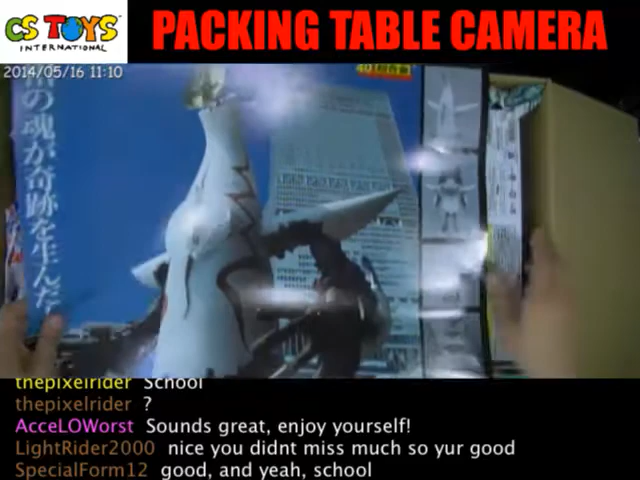 CS TOYS
INTERNATIONAL
PACKING TABLE CAMERA
2014/05/16 11:10
の魂が奇跡を生んだ
thepixelrider School
thepixelrider ?
AcceLOWorst Sounds great, enjoy yourself!
LightRider2000 nice you didnt miss much so yur good
SpecialForm12 good, and yeah, school